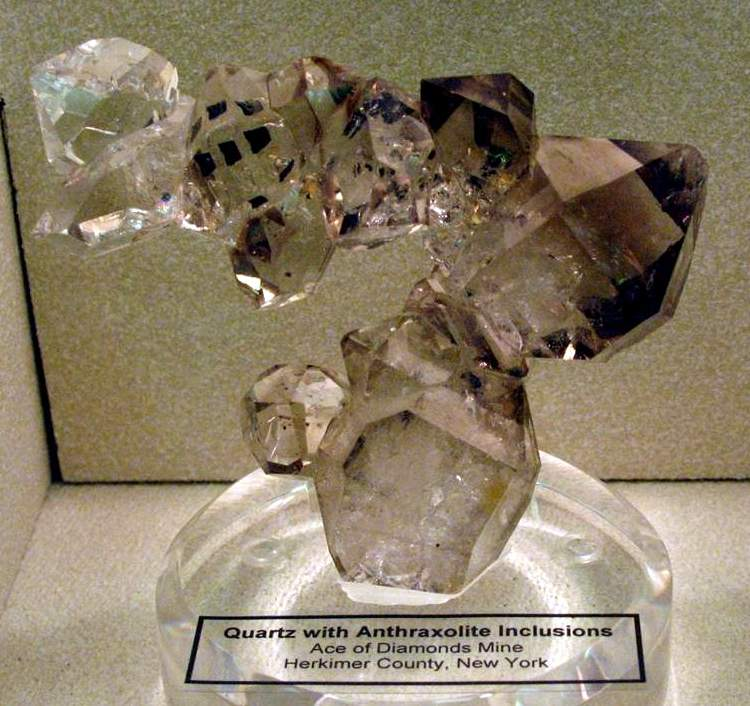 Quartz with Anthraxolite Inclusions
Ace of Diamonds Mine
Herkimer County, New York